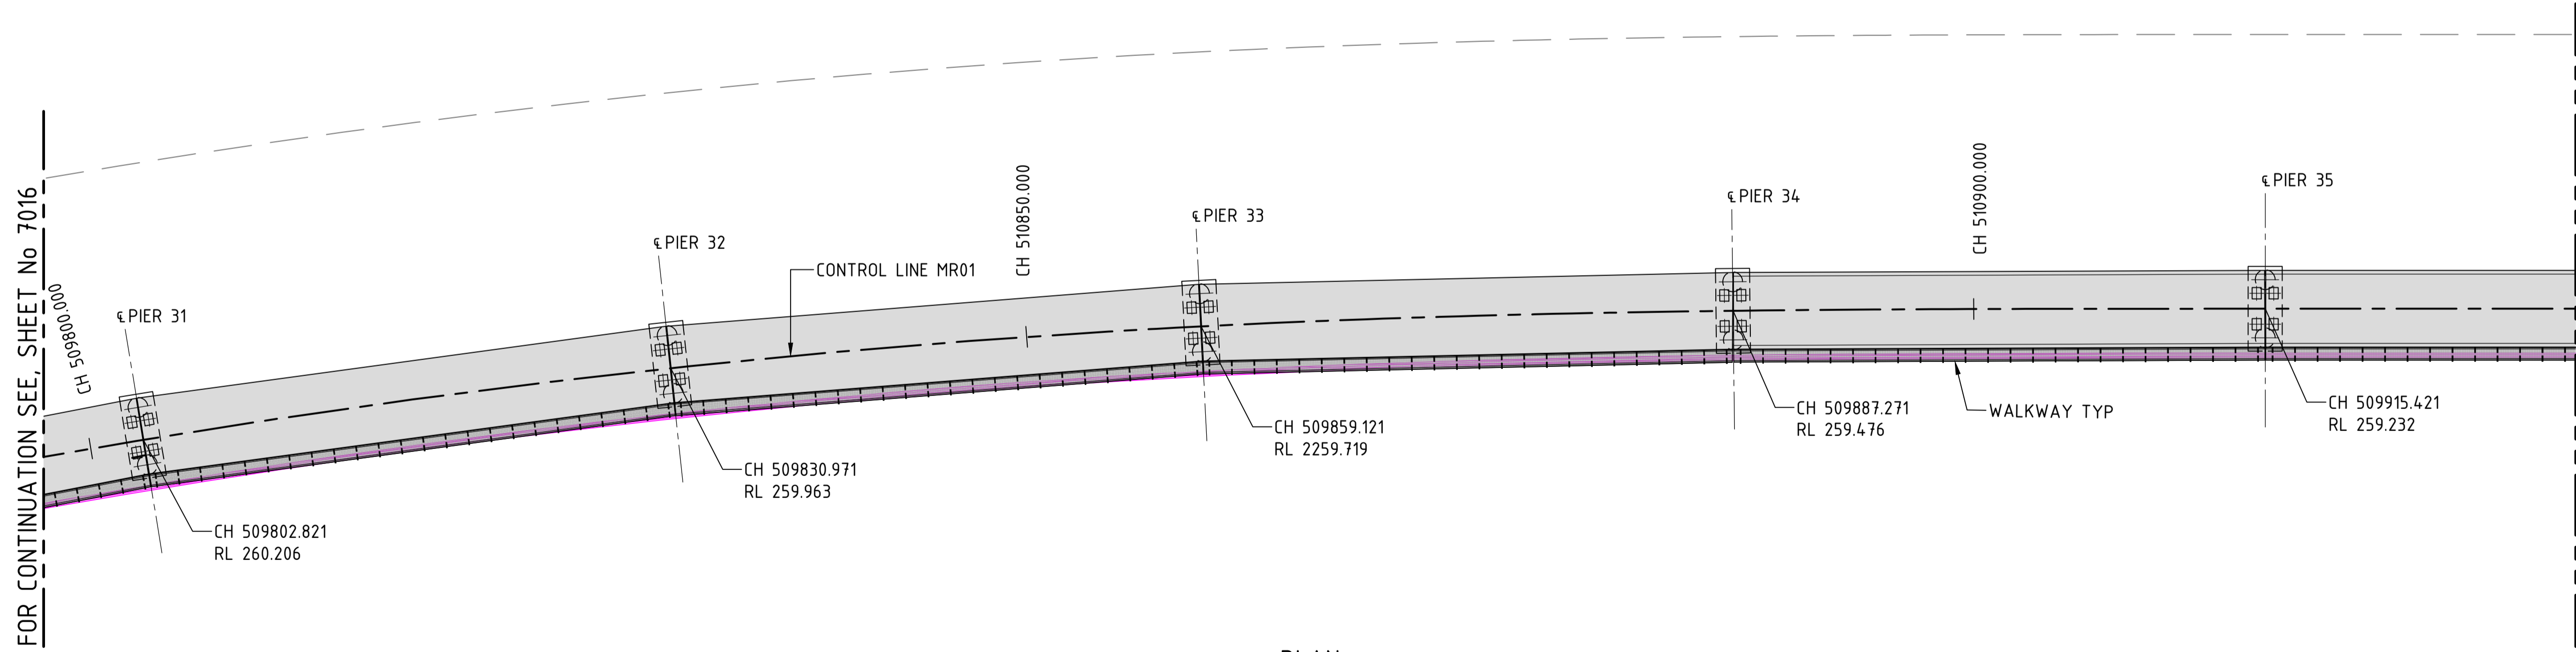 FOR CONTINUATION SEE, SHEET No 7016
CH 509800.000
℄ PIER 31
CH 509802.821
RL 260.206
℄ PIER 32
CH 509830.971
RL 259.963
CONTROL LINE MR01
CH 510850.000
℄ PIER 33
CH 509859.121
RL 2259.719
℄ PIER 34
CH 509887.271
RL 259.476
CH 510900.000
WALKWAY TYP
℄ PIER 35
CH 509915.421
RL 259.232